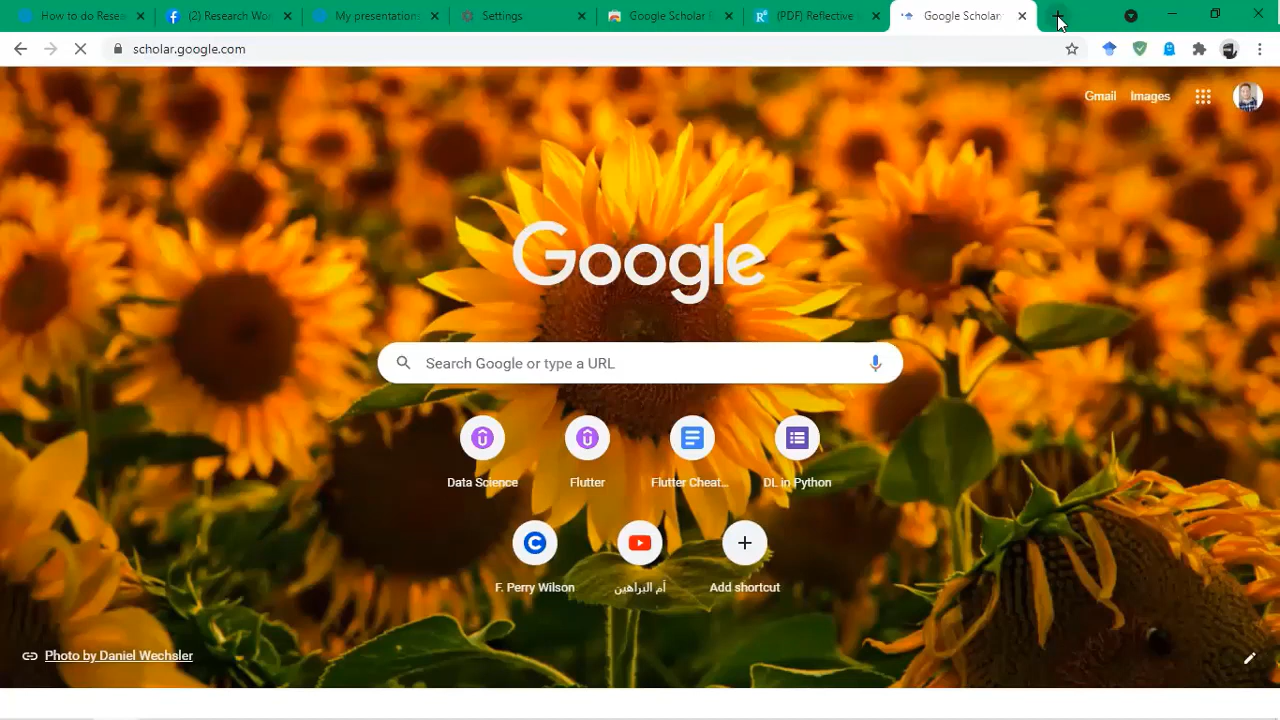 How to do Resea
(2) Research Wor
My presentations
Settings
Google Scholar
(PDF) Reflective
Google Scholar
scholar.google.com
Gmail
Images
Google
Search Google or type a URL
Data Science
Flutter
Flutter Cheat...
DL in Python
F. Perry Wilson
أم البراهين
Add shortcut
Photo by Daniel Wechsler